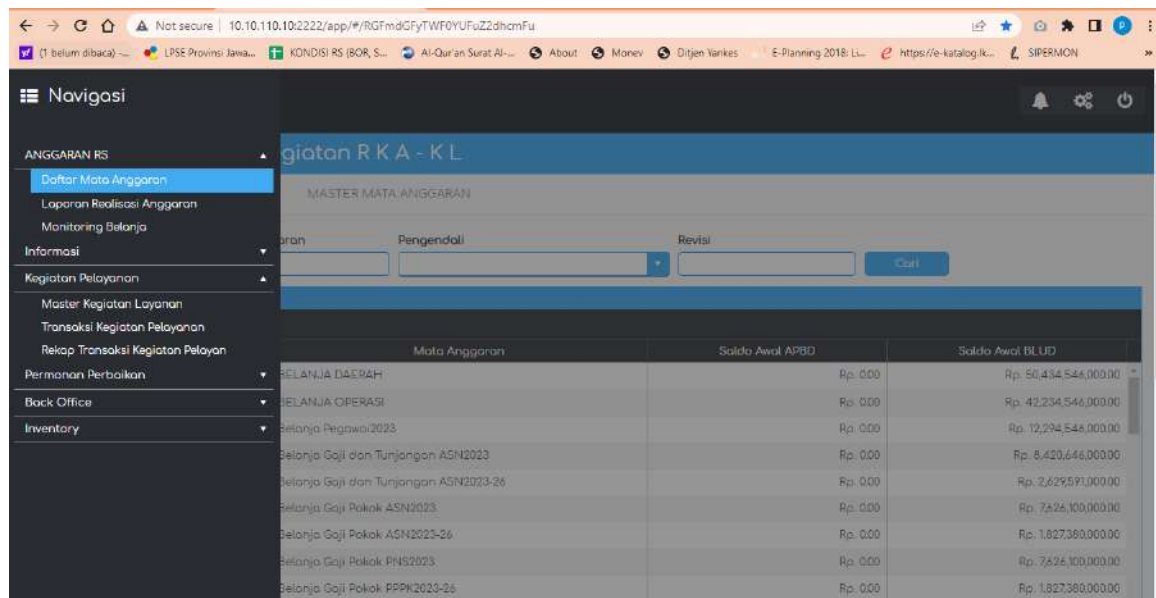 Not secure | 10.10.110.10:2222/app/#/RGFmdGFyTWF0YUFuZ2dhcmFu
(1 belum dibaca) -... LPSE Provinsi Jawa... KONDISI RS (BOR, S... Al-Qur'an Surat Al-... About Monev Ditjen Yankes E-Planning 2018: Li... https://e-katalog.lk... SIPERMON »
Navigasi
giatan R K A - K L
ANGGARAN RS
Daftar Mata Anggaran
MASTER MATA ANGGARAN
Laporan Realisasi Anggaran
Monitoring Belanja
aran Pengendali Revisi
Informasi
Cari
Kegiatan Pelayanan
Master Kegiatan Layanan
Transaksi Kegiatan Pelayanan
Rekap Transaksi Kegiatan Pelayan
Mata Anggaran Saldo Awal APBD Saldo Awal BLUD
Permonan Perbaikan
BELANJA DAERAH Rp. 0.00 Rp. 50,434,546,000.00
Back Office
BELANJA OPERASI Rp. 0.00 Rp. 42,234,546,000.00
Inventory
Belanja Pegawai2023 Rp. 0.00 Rp. 12,294,546,000.00
Belanja Gaji dan Tunjangan ASN2023 Rp. 0.00 Rp. 8,420,646,000.00
Belanja Gaji dan Tunjangan ASN2023-26 Rp. 0.00 Rp. 2,629,591,000.00
Belanja Gaji Pokok ASN2023 Rp. 0.00 Rp. 7,626,100,000.00
Belanja Gaji Pokok ASN2023-26 Rp. 0.00 Rp. 1,827,380,000.00
Belanja Gaji Pokok PNS2023 Rp. 0.00 Rp. 7,626,100,000.00
Belanja Gaji Pokok PPPK2023-26 Rp. 0.00 Rp. 1,827,380,000.00